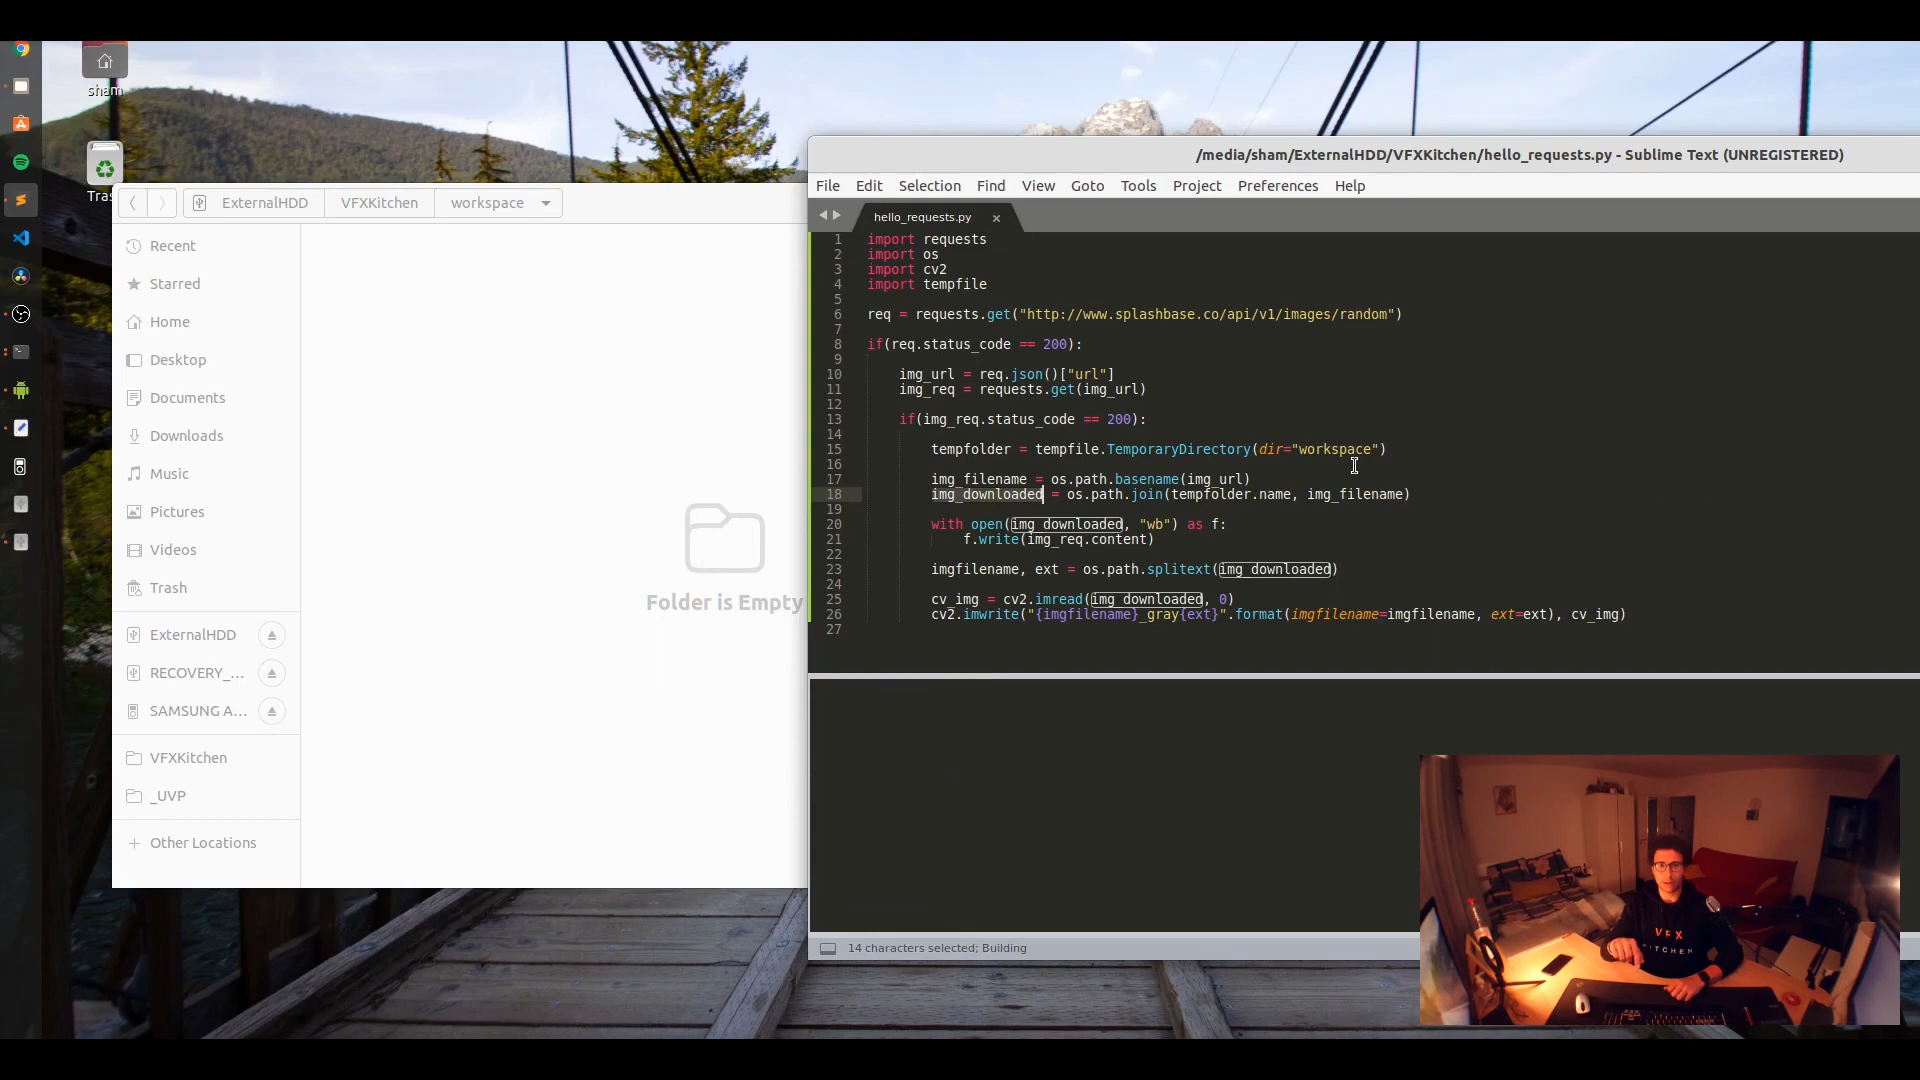 sham
Tras
ExternalHDD
VFXKitchen
workspace
Recent
Starred
Home
Desktop
Documents
Downloads
Music
Pictures
Videos
Trash
ExternalHDD
RECOVERY_...
SAMSUNG A...
VFXKitchen
_UVP
Other Locations
Folder is Empty
/media/sham/ExternalHDD/VFXKitchen/hello_requests.py - Sublime Text (UNREGISTERED)
File Edit Selection Find View Goto Tools Project Preferences Help
hello_requests.py
1 import requests
2 import os
3 import cv2
4 import tempfile
5
6 req = requests.get("http://www.splashbase.co/api/v1/images/random")
7
8 if(req.status_code == 200):
9
10 img_url = req.json()["url"]
11 img_req = requests.get(img_url)
12
13 if(img_req.status_code == 200):
14
15 tempfolder = tempfile.TemporaryDirectory(dir="workspace")
16
17 img_filename = os.path.basename(img_url)
18 img_downloaded = os.path.join(tempfolder.name, img_filename)
19
20 with open(img_downloaded, "wb") as f:
21 f.write(img_req.content)
22
23 imgfilename, ext = os.path.splitext(img_downloaded)
24
25 cv_img = cv2.imread(img_downloaded, 0)
26 cv2.imwrite("{imgfilename}_gray{ext}".format(imgfilename=imgfilename, ext=ext), cv_img)
27
14 characters selected; Building
VFX
KITCHEN